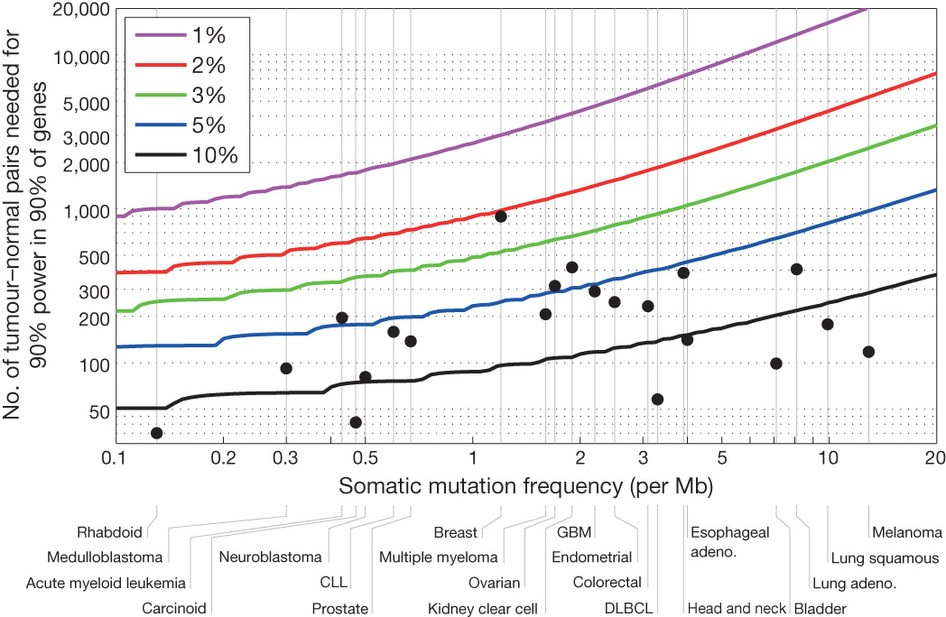 No. of tumour–normal pairs needed for
90% power in 90% of genes
20,000
10,000
5,000
3,000
2,000
1,000
500
300
200
100
50
1%
2%
3%
5%
10%
0.1 0.2 0.3 0.5 1 2 3 5 10 20
Somatic mutation frequency (per Mb)
Rhabdoid Breast GBM Esophageal Melanoma
adeno.
Medulloblastoma Neuroblastoma Multiple myeloma Endometrial Lung squamous
Acute myeloid leukemia CLL Ovarian Colorectal Lung adeno.
Carcinoid Prostate Kidney clear cell DLBCL Head and neck Bladder